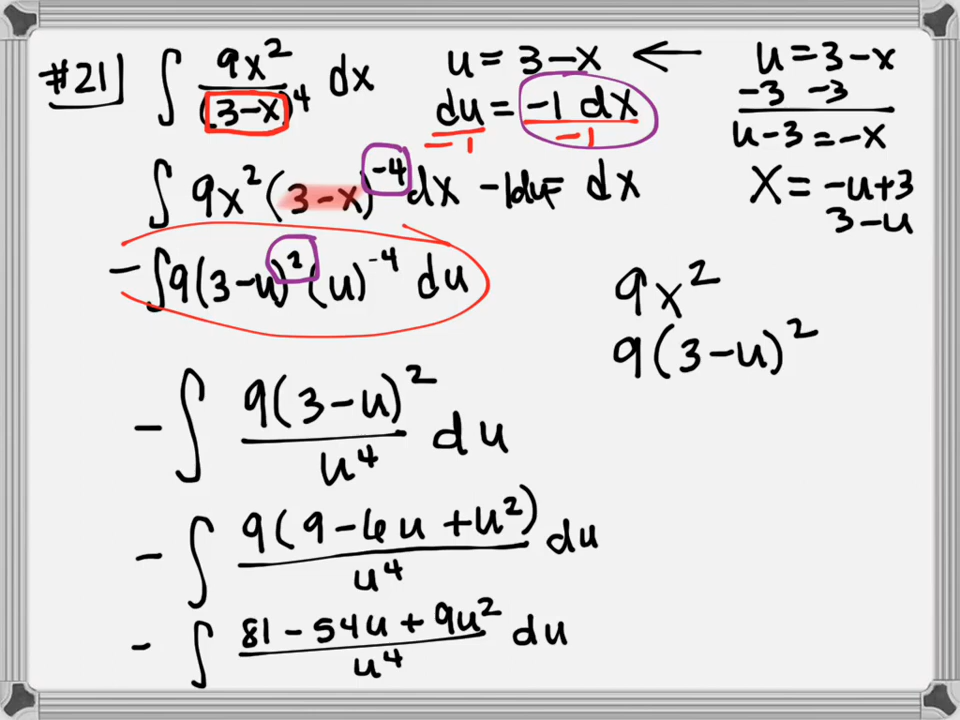 #21] ∫ 9x²/(3-x)⁴ dx
u = 3-x ←
du/-1 = -1 dx/-1
u = 3-x
-3 -3
u-3 = -x
x = -u+3
3-u
∫ 9x²(3-x)⁻⁴ dx -1du = dx
-∫9(3-u)²(u)⁻⁴ du
9x²
9(3-u)²
-∫ 9(3-u)²/u⁴ du
-∫ 9(9-6u+u²)/u⁴ du
-∫ 81-54u+9u²/u⁴ du